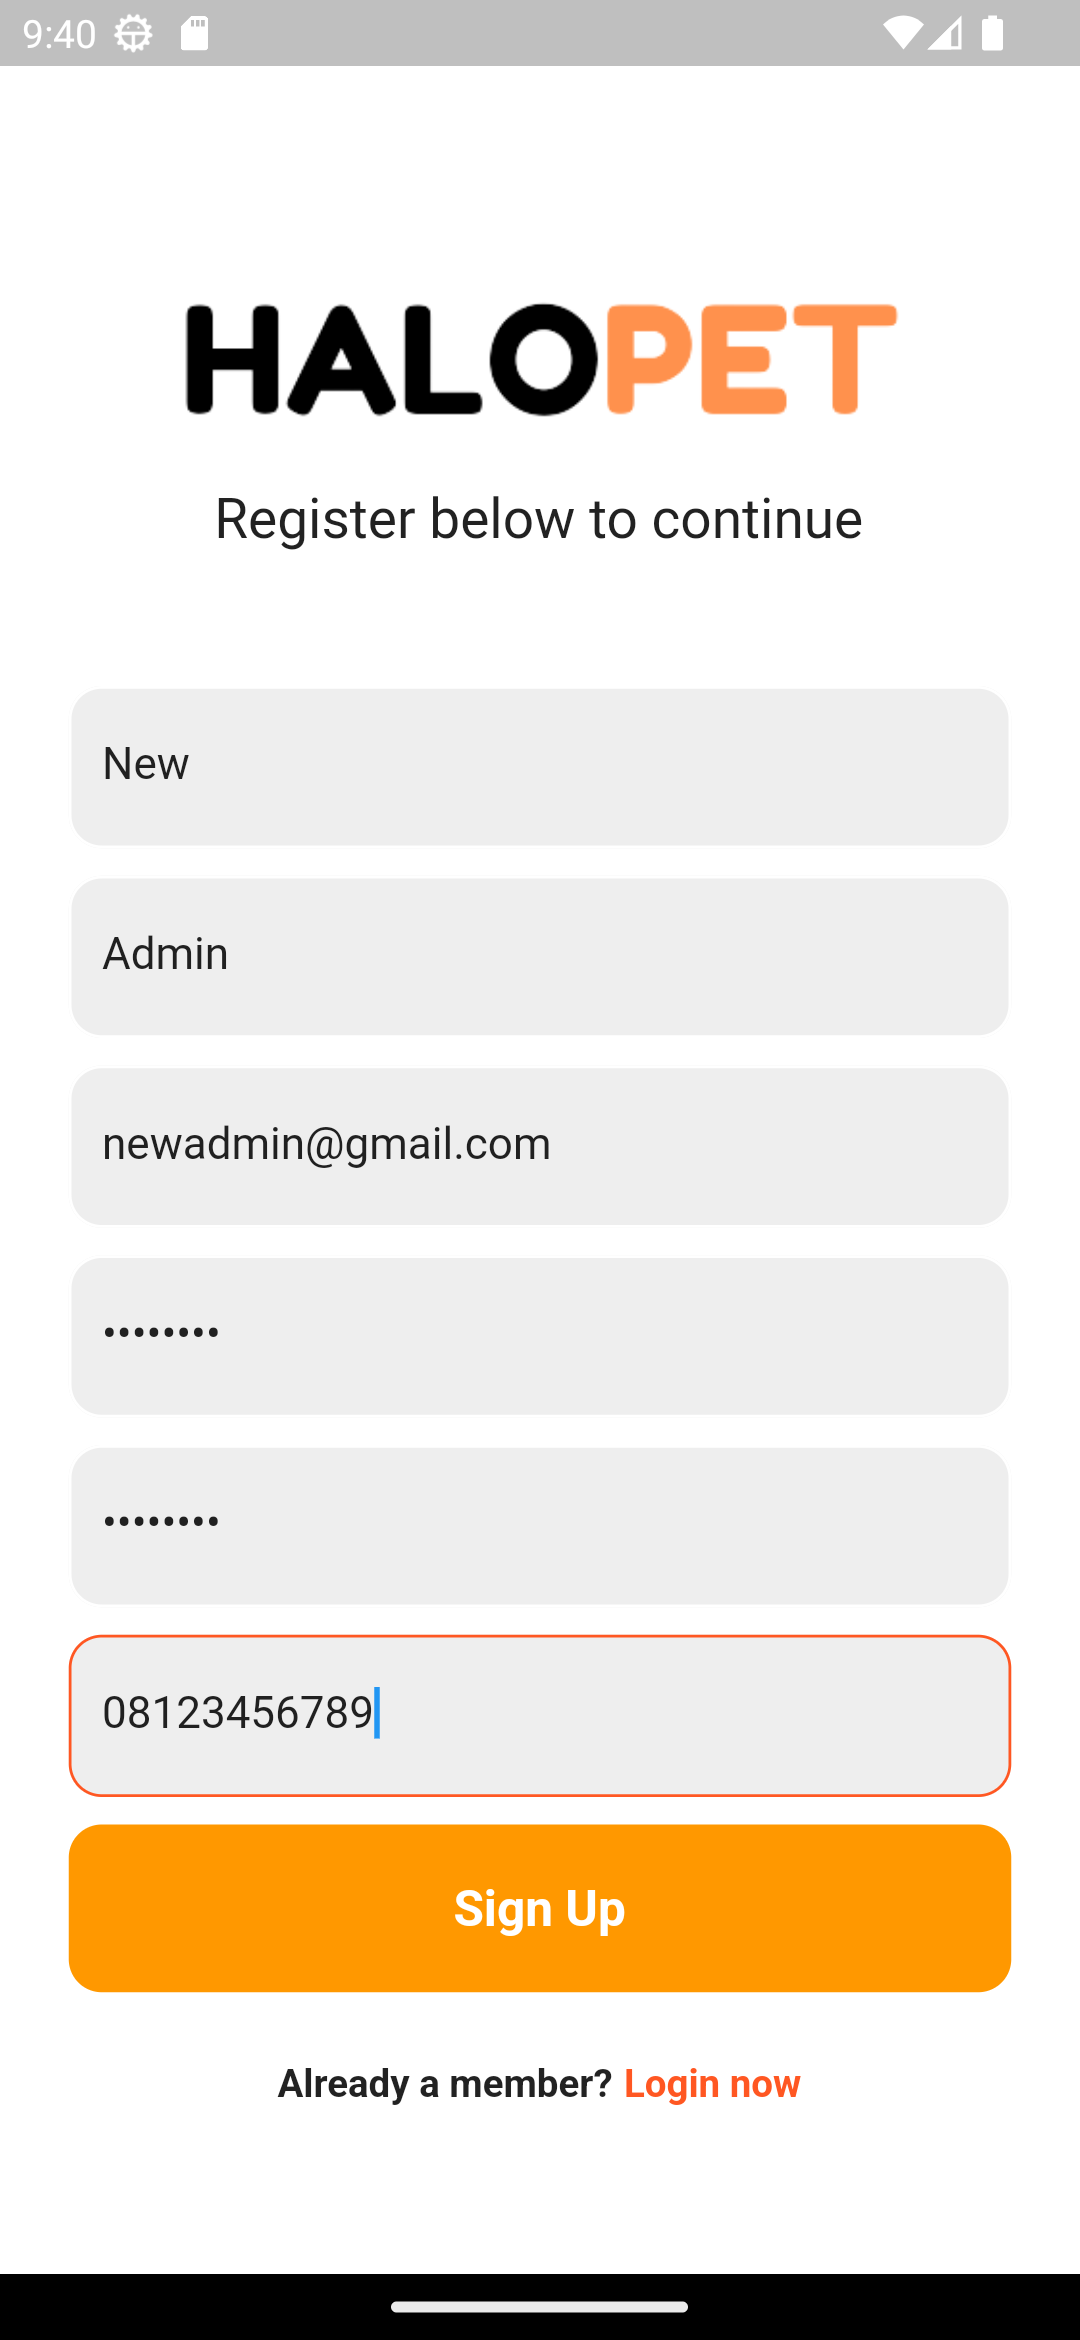 9:40
HALOPET
Register below to continue
New
Admin
newadmin@gmail.com
••••••••
••••••••
08123456789
Sign Up
Already a member? Login now